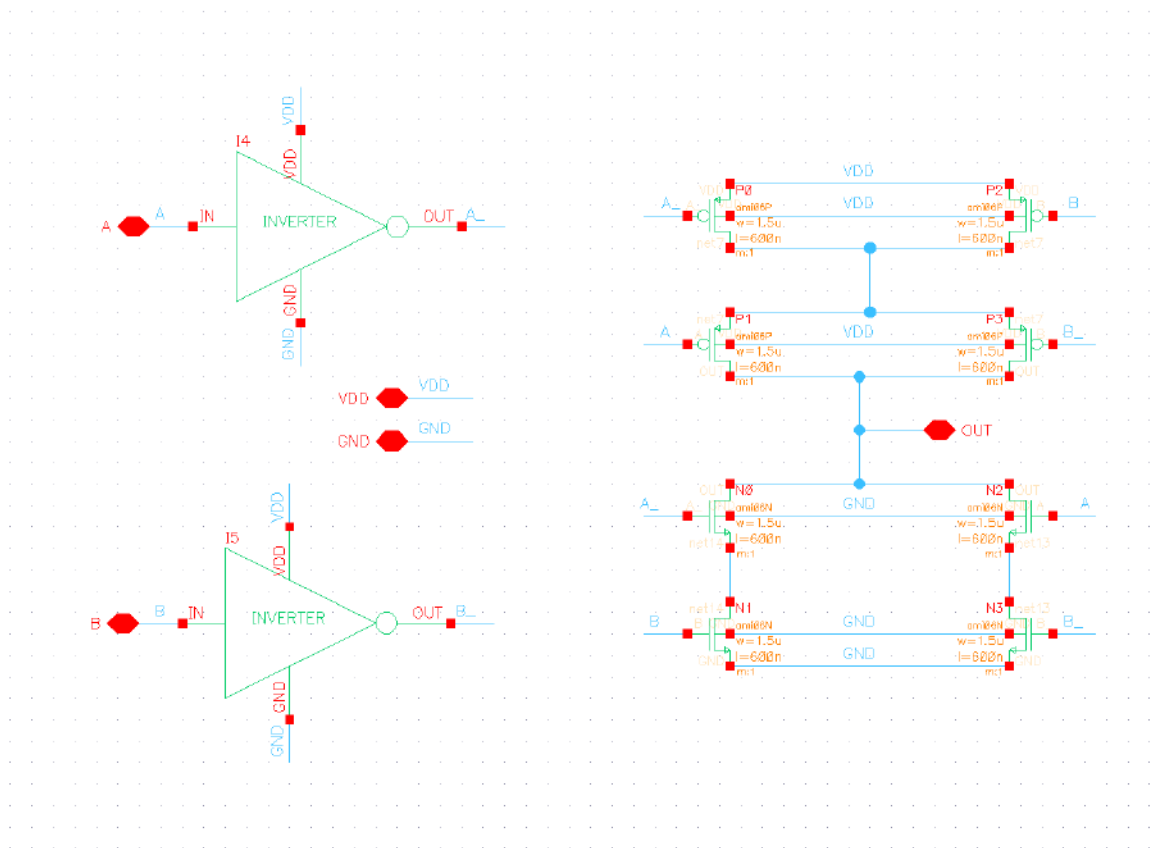 VDD
I4
VDD
A
A
IN
INVERTER
OUT
A_
GND
GND
VDD
VDD
GND
GND
VDD
I5
VDD
B
B
IN
INVERTER
OUT
B_
GND
GND
VDD
P0
P2
A_
VDD
B
ami06P
ami06P
w=1.5u
w=1.5u
l=600n
l=600n
m:1
m:1
P1
P3
A
VDD
B_
ami06P
ami06P
w=1.5u
w=1.5u
l=600n
l=600n
m:1
m:1
OUT
N0
N2
A_
GND
A
ami06N
ami06N
w=1.5u
w=1.5u
l=600n
l=600n
m:1
m:1
N1
N3
B
GND
B_
ami06N
ami06N
w=1.5u
w=1.5u
GND
l=600n
l=600n
m:1
m:1